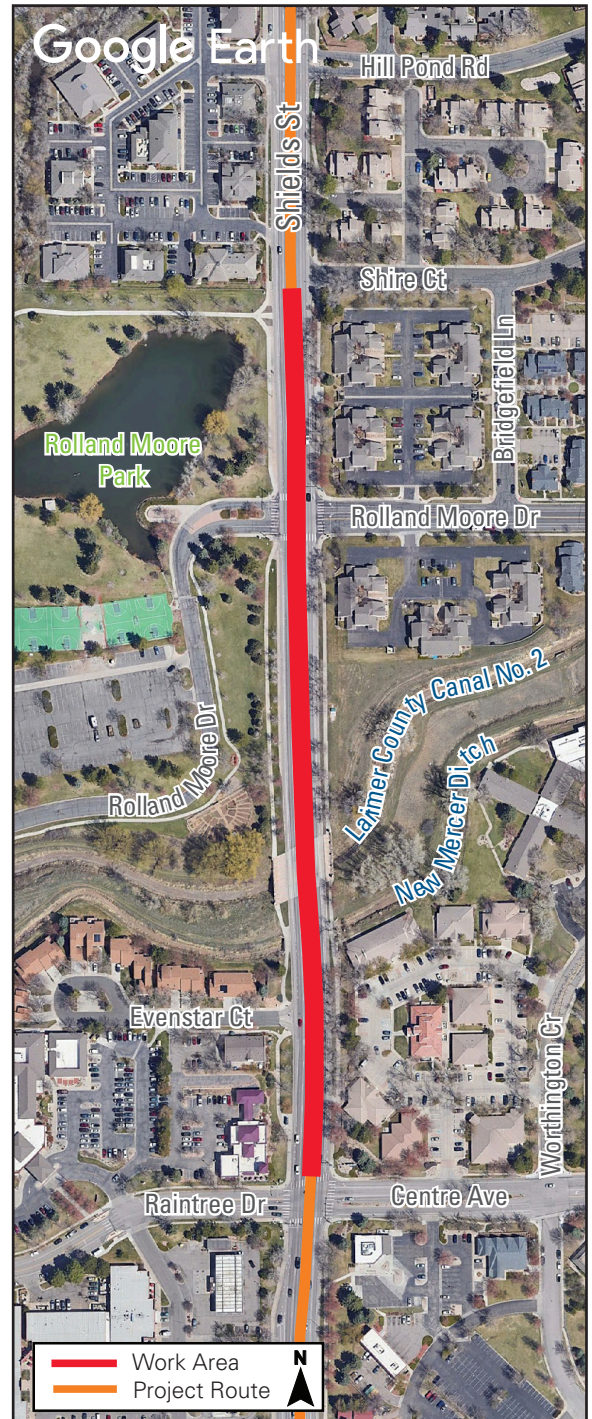 Google Earth
Hill Pond Rd
Shields St
Shire Ct
Bridgefield Ln
Rolland Moore
Park
Rolland Moore Dr
Larimer County Canal No. 2
New Mercer Ditch
Rolland Moore Dr
Evenstar Ct
Worthington Cr
Raintree Dr
Centre Ave
Work Area
Project Route
N